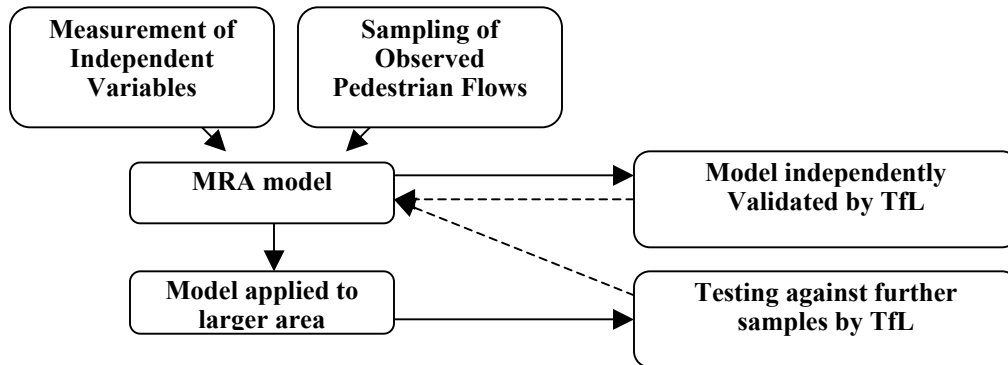 Measurement of
Independent
Variables
Sampling of
Observed
Pedestrian Flows
MRA model
Model independently
Validated by TfL
Model applied to
larger area
Testing against further
samples by TfL